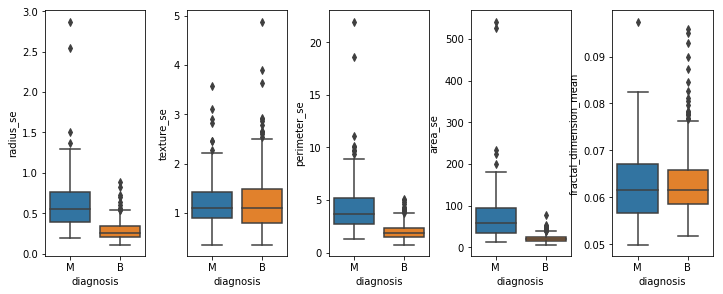 radius_se
3.0
2.5
2.0
1.5
1.0
0.5
0.0
M B
diagnosis
texture_se
5
4
3
2
1
M B
diagnosis
perimeter_se
20
15
10
5
0
M B
diagnosis
area_se
500
400
300
200
100
0
M B
diagnosis
fractal_dimension_mean
0.09
0.08
0.07
0.06
0.05
M B
diagnosis